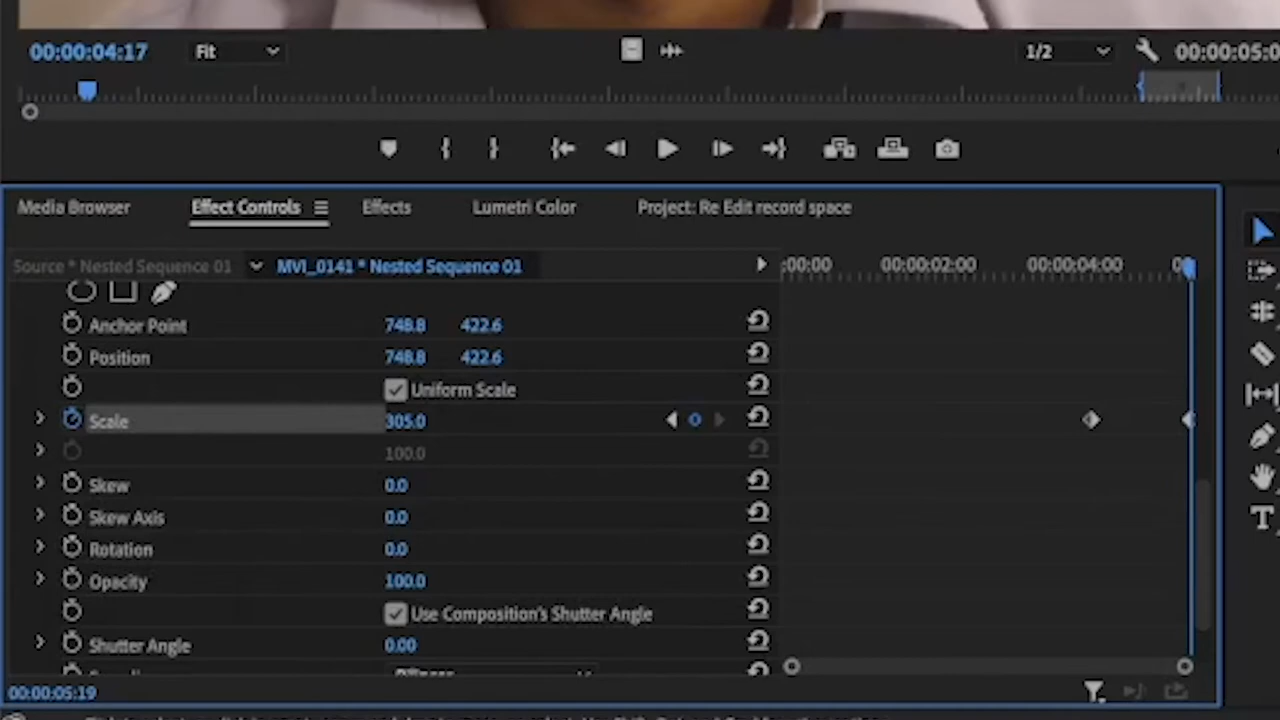 00:00:04:17 Fit 1/2 00:00:05:0
Media Browser Effect Controls Effects Lumetri Color Project: Re Edit record space
Source * Nested Sequence 01 MVI_0141 * Nested Sequence 01 :00:00 00:00:02:00 00:00:04:00 00
Anchor Point 748.8 422.6
Position 748.8 422.6
Uniform Scale
Scale 305.0
100.0
Skew 0.0
Skew Axis 0.0
Rotation 0.0
Opacity 100.0
Use Composition's Shutter Angle
Shutter Angle 0.00
00:00:05:19